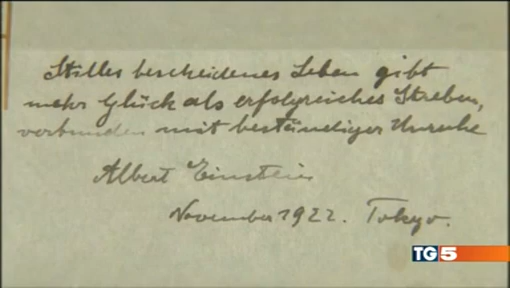 Stilles bescheidenes Leben gibt
mehr Glück als erfolgreiches Streben,
verbunden mit beständiger Unruhe
Albert Einstein
November 1922. Tokyo.
TG5